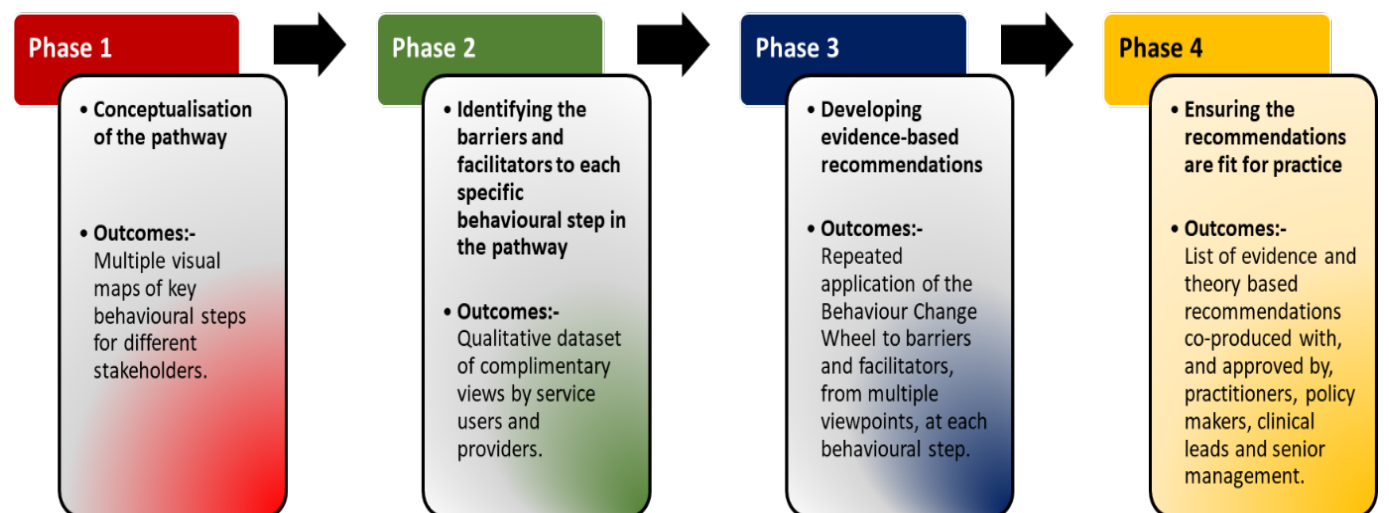 Phase 1
• Conceptualisation
of the pathway
• Outcomes:-
Multiple visual
maps of key
behavioural steps
for different
stakeholders.
Phase 2
• Identifying the
barriers and
facilitators to each
specific
behavioural step in
the pathway
• Outcomes:-
Qualitative dataset
of complimentary
views by service
users and
providers.
Phase 3
• Developing
evidence-based
recommendations
• Outcomes:-
Repeated
application of the
Behaviour Change
Wheel to barriers
and facilitators,
from multiple
viewpoints, at each
behavioural step.
Phase 4
• Ensuring the
recommendations
are fit for practice
• Outcomes:-
List of evidence and
theory based
recommendations
co-produced with,
and approved by,
practitioners, policy
makers, clinical
leads and senior
management.